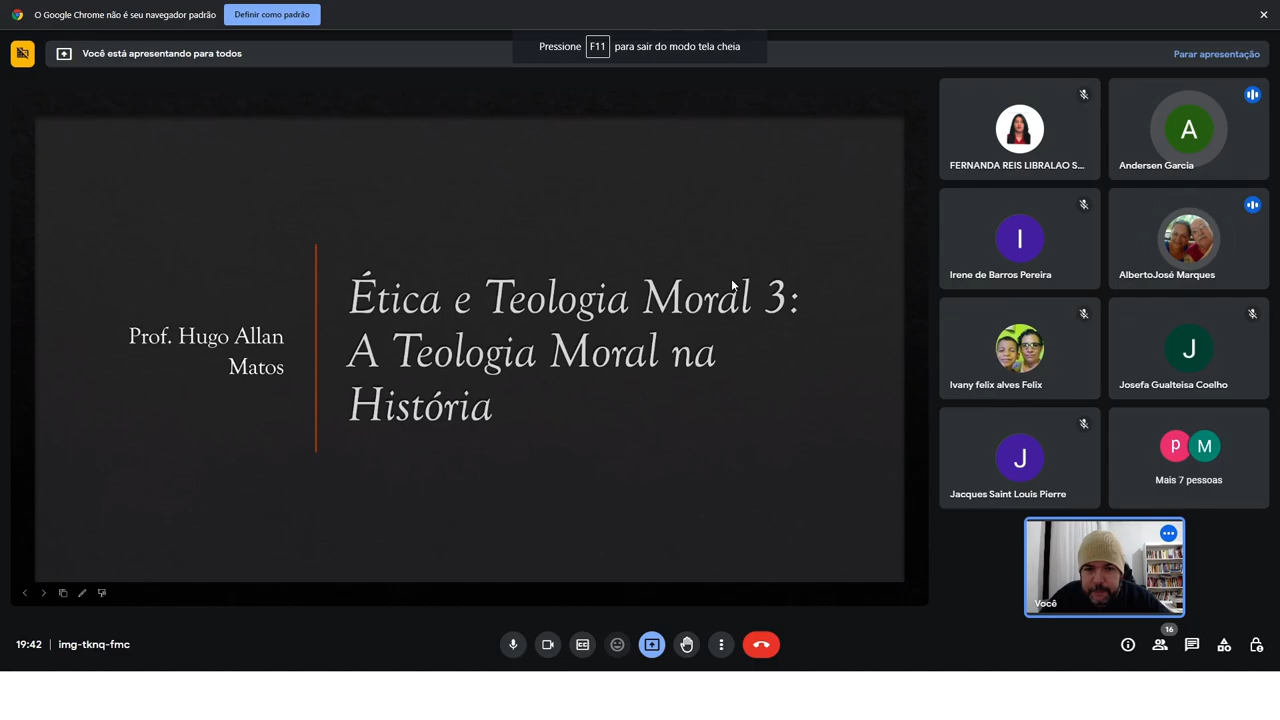 O Google Chrome não é seu navegador padrão
Definir como padrão
Você está apresentando para todos
Pressione F11 para sair do modo tela cheia
Parar apresentação
Prof. Hugo Allan
Matos
Ética e Teologia Moral 3:
A Teologia Moral na
História
FERNANDA REIS LIBRALAO S...
A
Andersen Garcia
I
Irene de Barros Pereira
AlbertoJosé Marques
Ivany felix alves Felix
J
Josefa Gualteisa Coelho
J
Jacques Saint Louis Pierre
P M
Mais 7 pessoas
Você
19:42 img-tknq-fmc
16